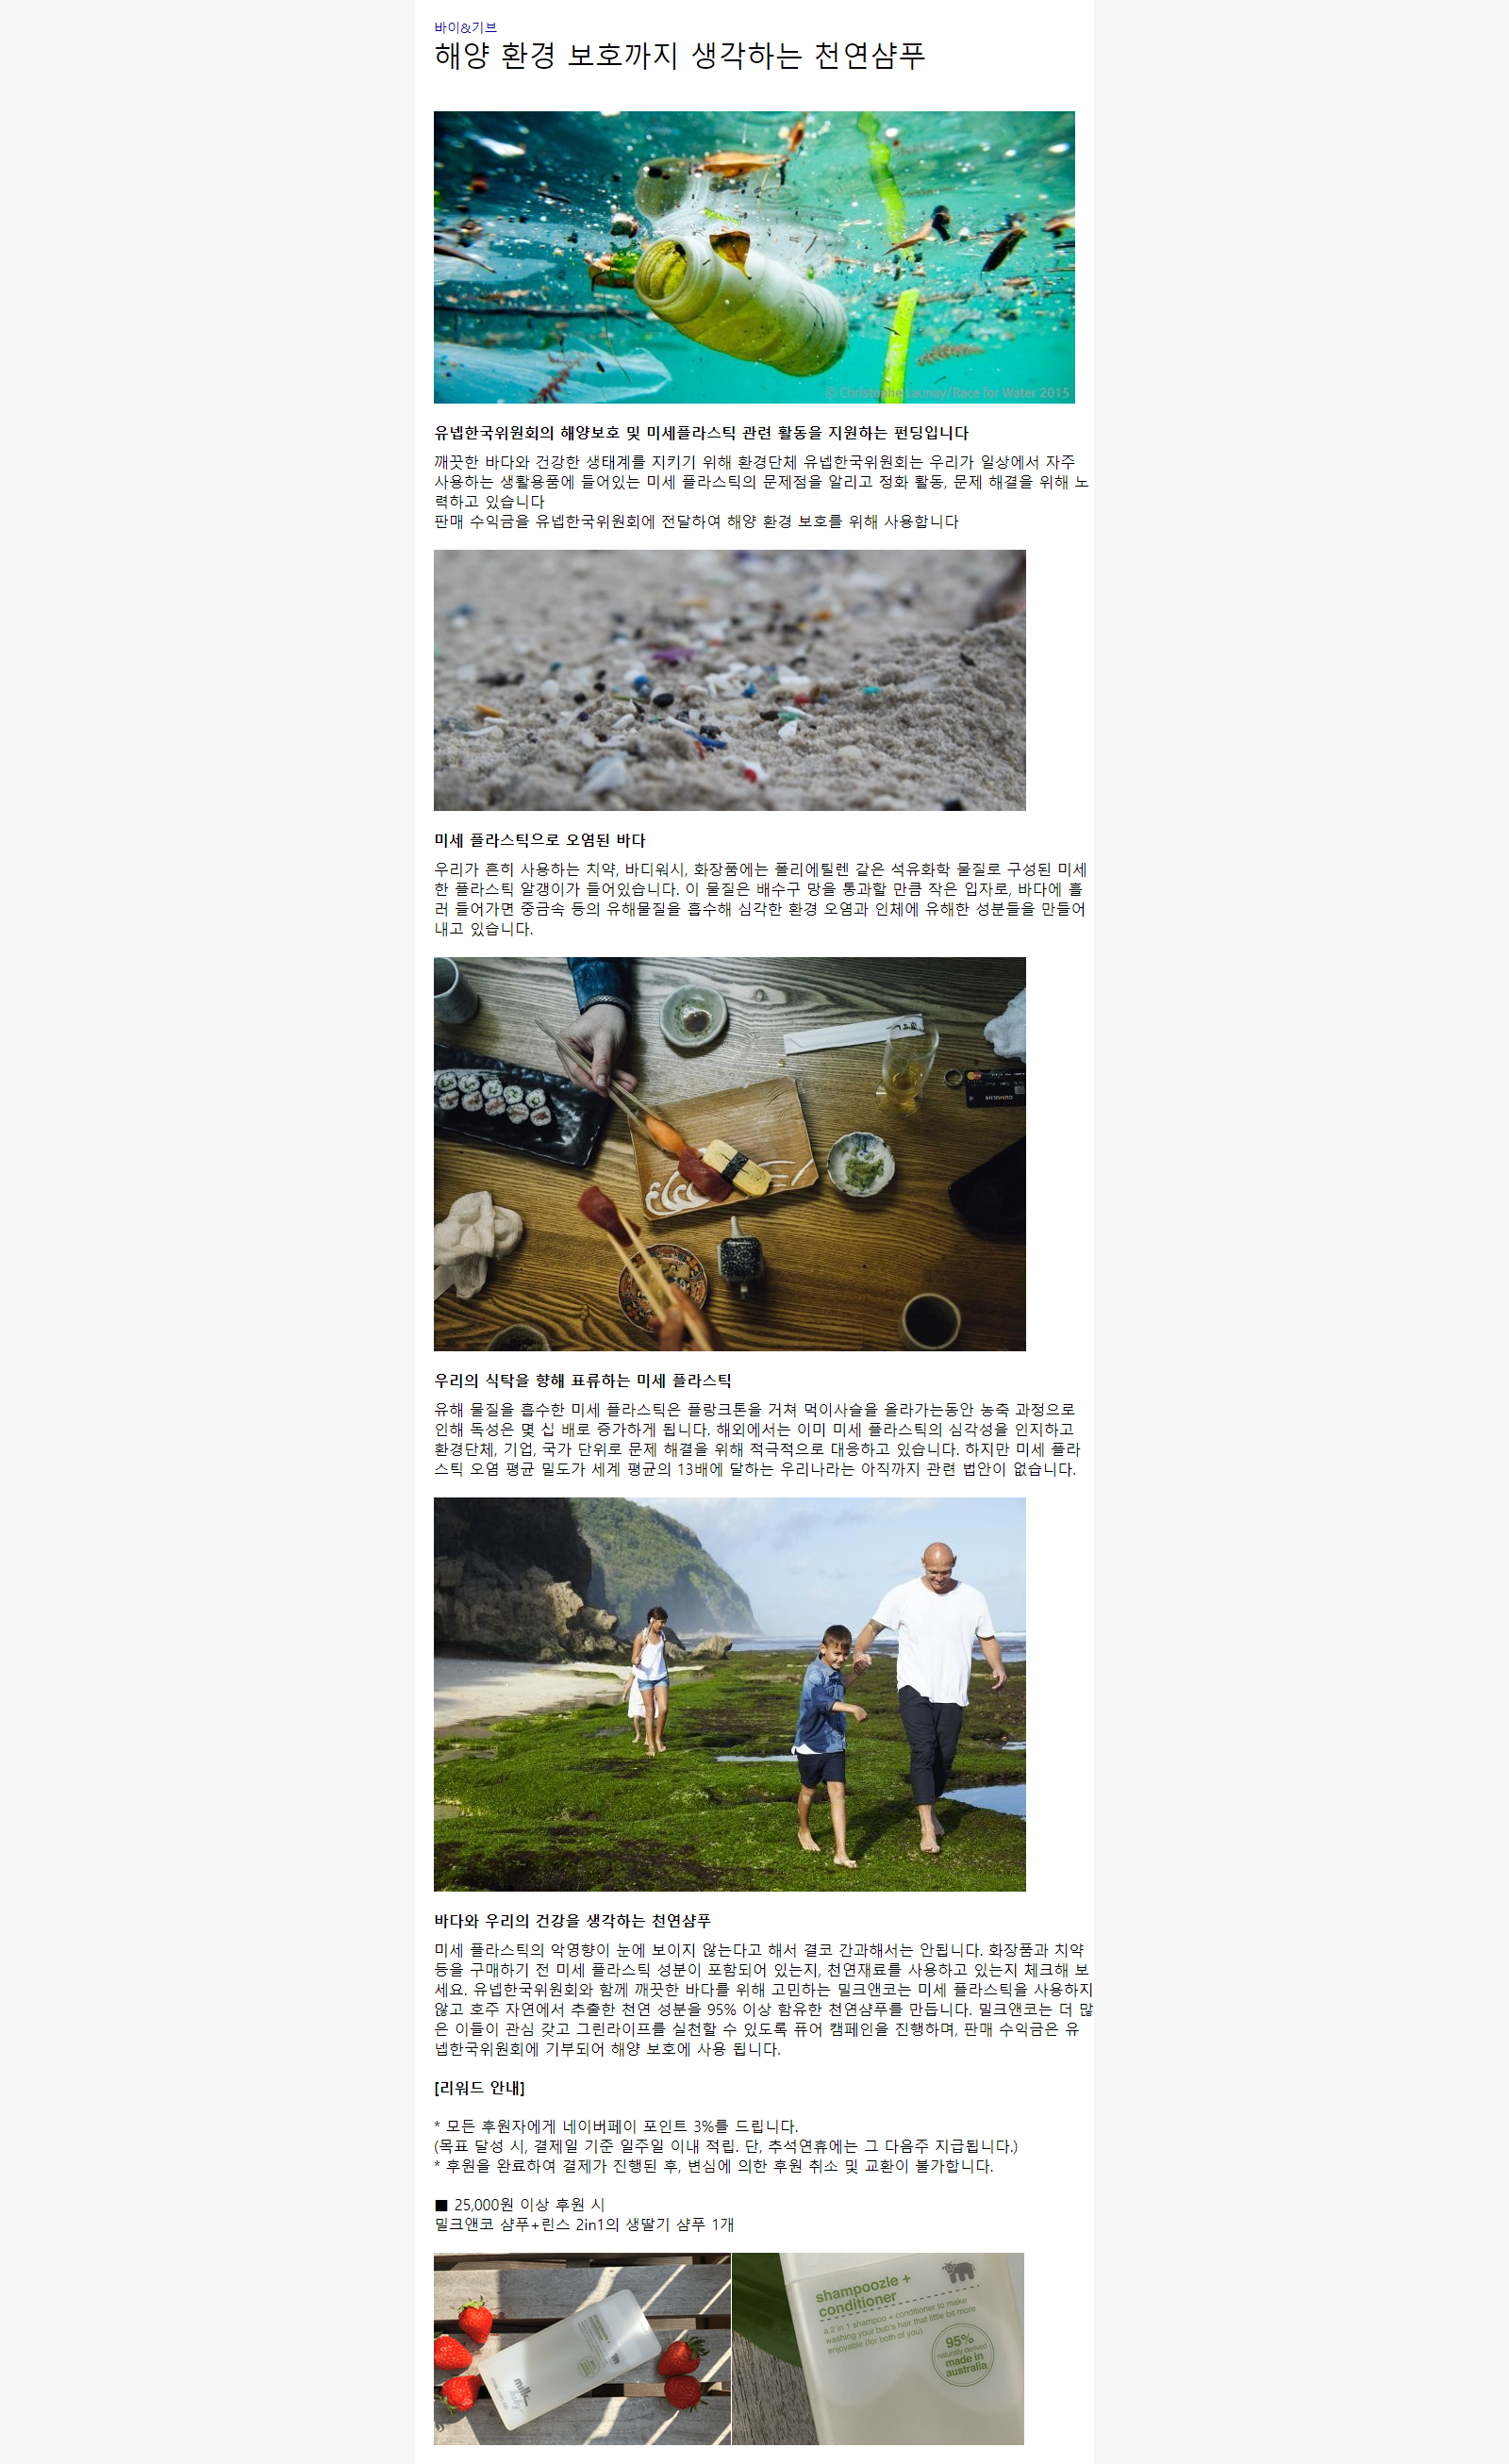 바이&기브
해양 환경 보호까지 생각하는 천연샴푸
ⓒ Christophe Launay/Race for Water 2015
유넵한국위원회의 해양보호 및 미세플라스틱 관련 활동을 지원하는 펀딩입니다
깨끗한 바다와 건강한 생태계를 지키기 위해 환경단체 유넵한국위원회는 우리가 일상에서 자주
사용하는 생활용품에 들어있는 미세 플라스틱의 문제점을 알리고 정화 활동, 문제 해결을 위해 노
력하고 있습니다
판매 수익금을 유넵한국위원회에 전달하여 해양 환경 보호를 위해 사용합니다
미세 플라스틱으로 오염된 바다
우리가 흔히 사용하는 치약, 바디워시, 화장품에는 폴리에틸렌 같은 석유화학 물질로 구성된 미세
한 플라스틱 알갱이가 들어있습니다. 이 물질은 배수구 망을 통과할 만큼 작은 입자로, 바다에 흘
러 들어가면 중금속 등의 유해물질을 흡수해 심각한 환경 오염과 인체에 유해한 성분들을 만들어
내고 있습니다.
우리의 식탁을 향해 표류하는 미세 플라스틱
유해 물질을 흡수한 미세 플라스틱은 플랑크톤을 거쳐 먹이사슬을 올라가는동안 농축 과정으로
인해 독성은 몇 십 배로 증가하게 됩니다. 해외에서는 이미 미세 플라스틱의 심각성을 인지하고
환경단체, 기업, 국가 단위로 문제 해결을 위해 적극적으로 대응하고 있습니다. 하지만 미세 플라
스틱 오염 평균 밀도가 세계 평균의 13배에 달하는 우리나라는 아직까지 관련 법안이 없습니다.
바다와 우리의 건강을 생각하는 천연샴푸
미세 플라스틱의 악영향이 눈에 보이지 않는다고 해서 결코 간과해서는 안됩니다. 화장품과 치약
등을 구매하기 전 미세 플라스틱 성분이 포함되어 있는지, 천연재료를 사용하고 있는지 체크해 보
세요. 유넵한국위원회와 함께 깨끗한 바다를 위해 고민하는 밀크앤코는 미세 플라스틱을 사용하지
않고 호주 자연에서 추출한 천연 성분을 95% 이상 함유한 천연샴푸를 만듭니다. 밀크앤코는 더 많
은 이들이 관심 갖고 그린라이프를 실천할 수 있도록 퓨어 캠페인을 진행하며, 판매 수익금은 유
넵한국위원회에 기부되어 해양 보호에 사용 됩니다.
[리워드 안내]
* 모든 후원자에게 네이버페이 포인트 3%를 드립니다.
(목표 달성 시, 결제일 기준 일주일 이내 적립. 단, 추석연휴에는 그 다음주 지급됩니다.)
* 후원을 완료하여 결제가 진행된 후, 변심에 의한 후원 취소 및 교환이 불가합니다.
■ 25,000원 이상 후원 시
밀크앤코 샴푸+린스 2in1의 생딸기 샴푸 1개
milk
baby
shampoozle +
conditioner
a 2 in 1 shampoo + conditioner to make
washing your bub's hair that little bit more
enjoyable (for both of you)
95%
naturally derived
made in
australia